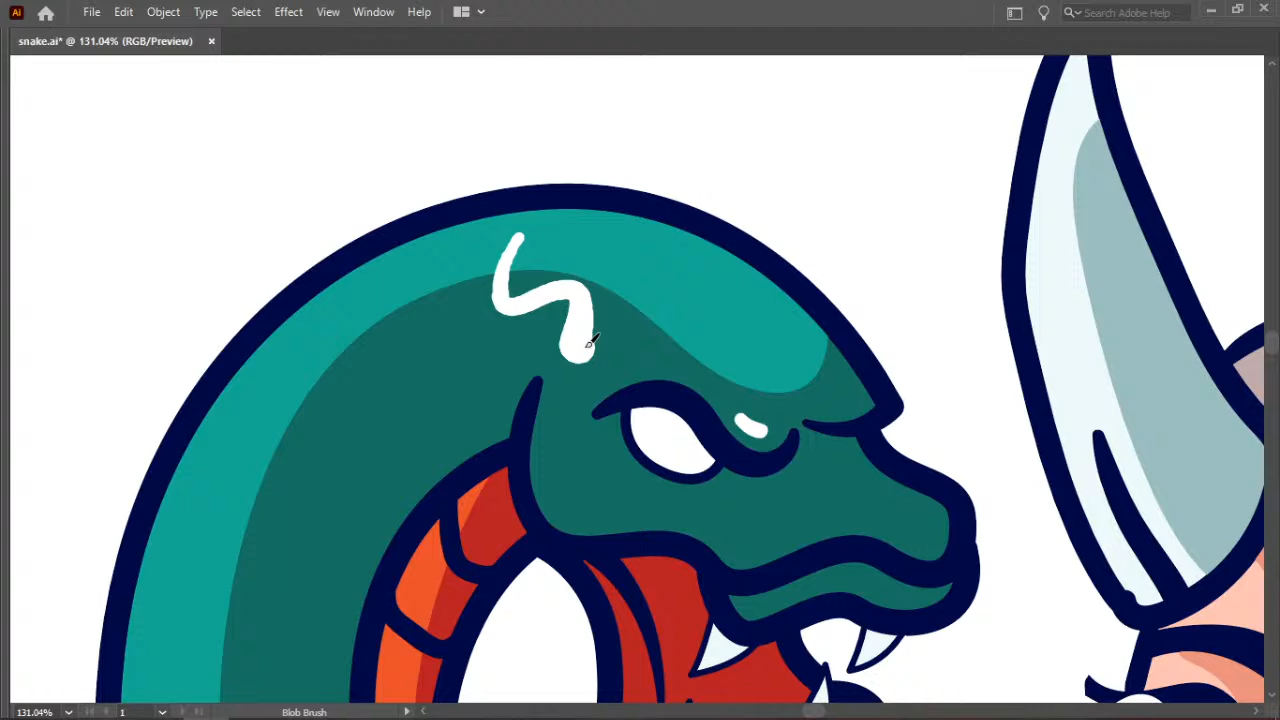 Ai File Edit Object Type Select Effect View Window Help Search Adobe Help
snake.ai* @ 131.04% (RGB/Preview) ×
131.04% 1 Blob Brush